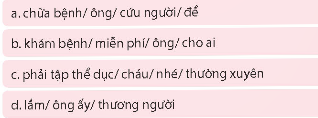 a. chữa bệnh/ ông/ cứu người/ để
b. khám bệnh/ miễn phí/ ông/ cho ai
c. phải tập thể dục/ cháu/ nhé/ thường xuyên
d. lắm/ ông ấy/ thương người